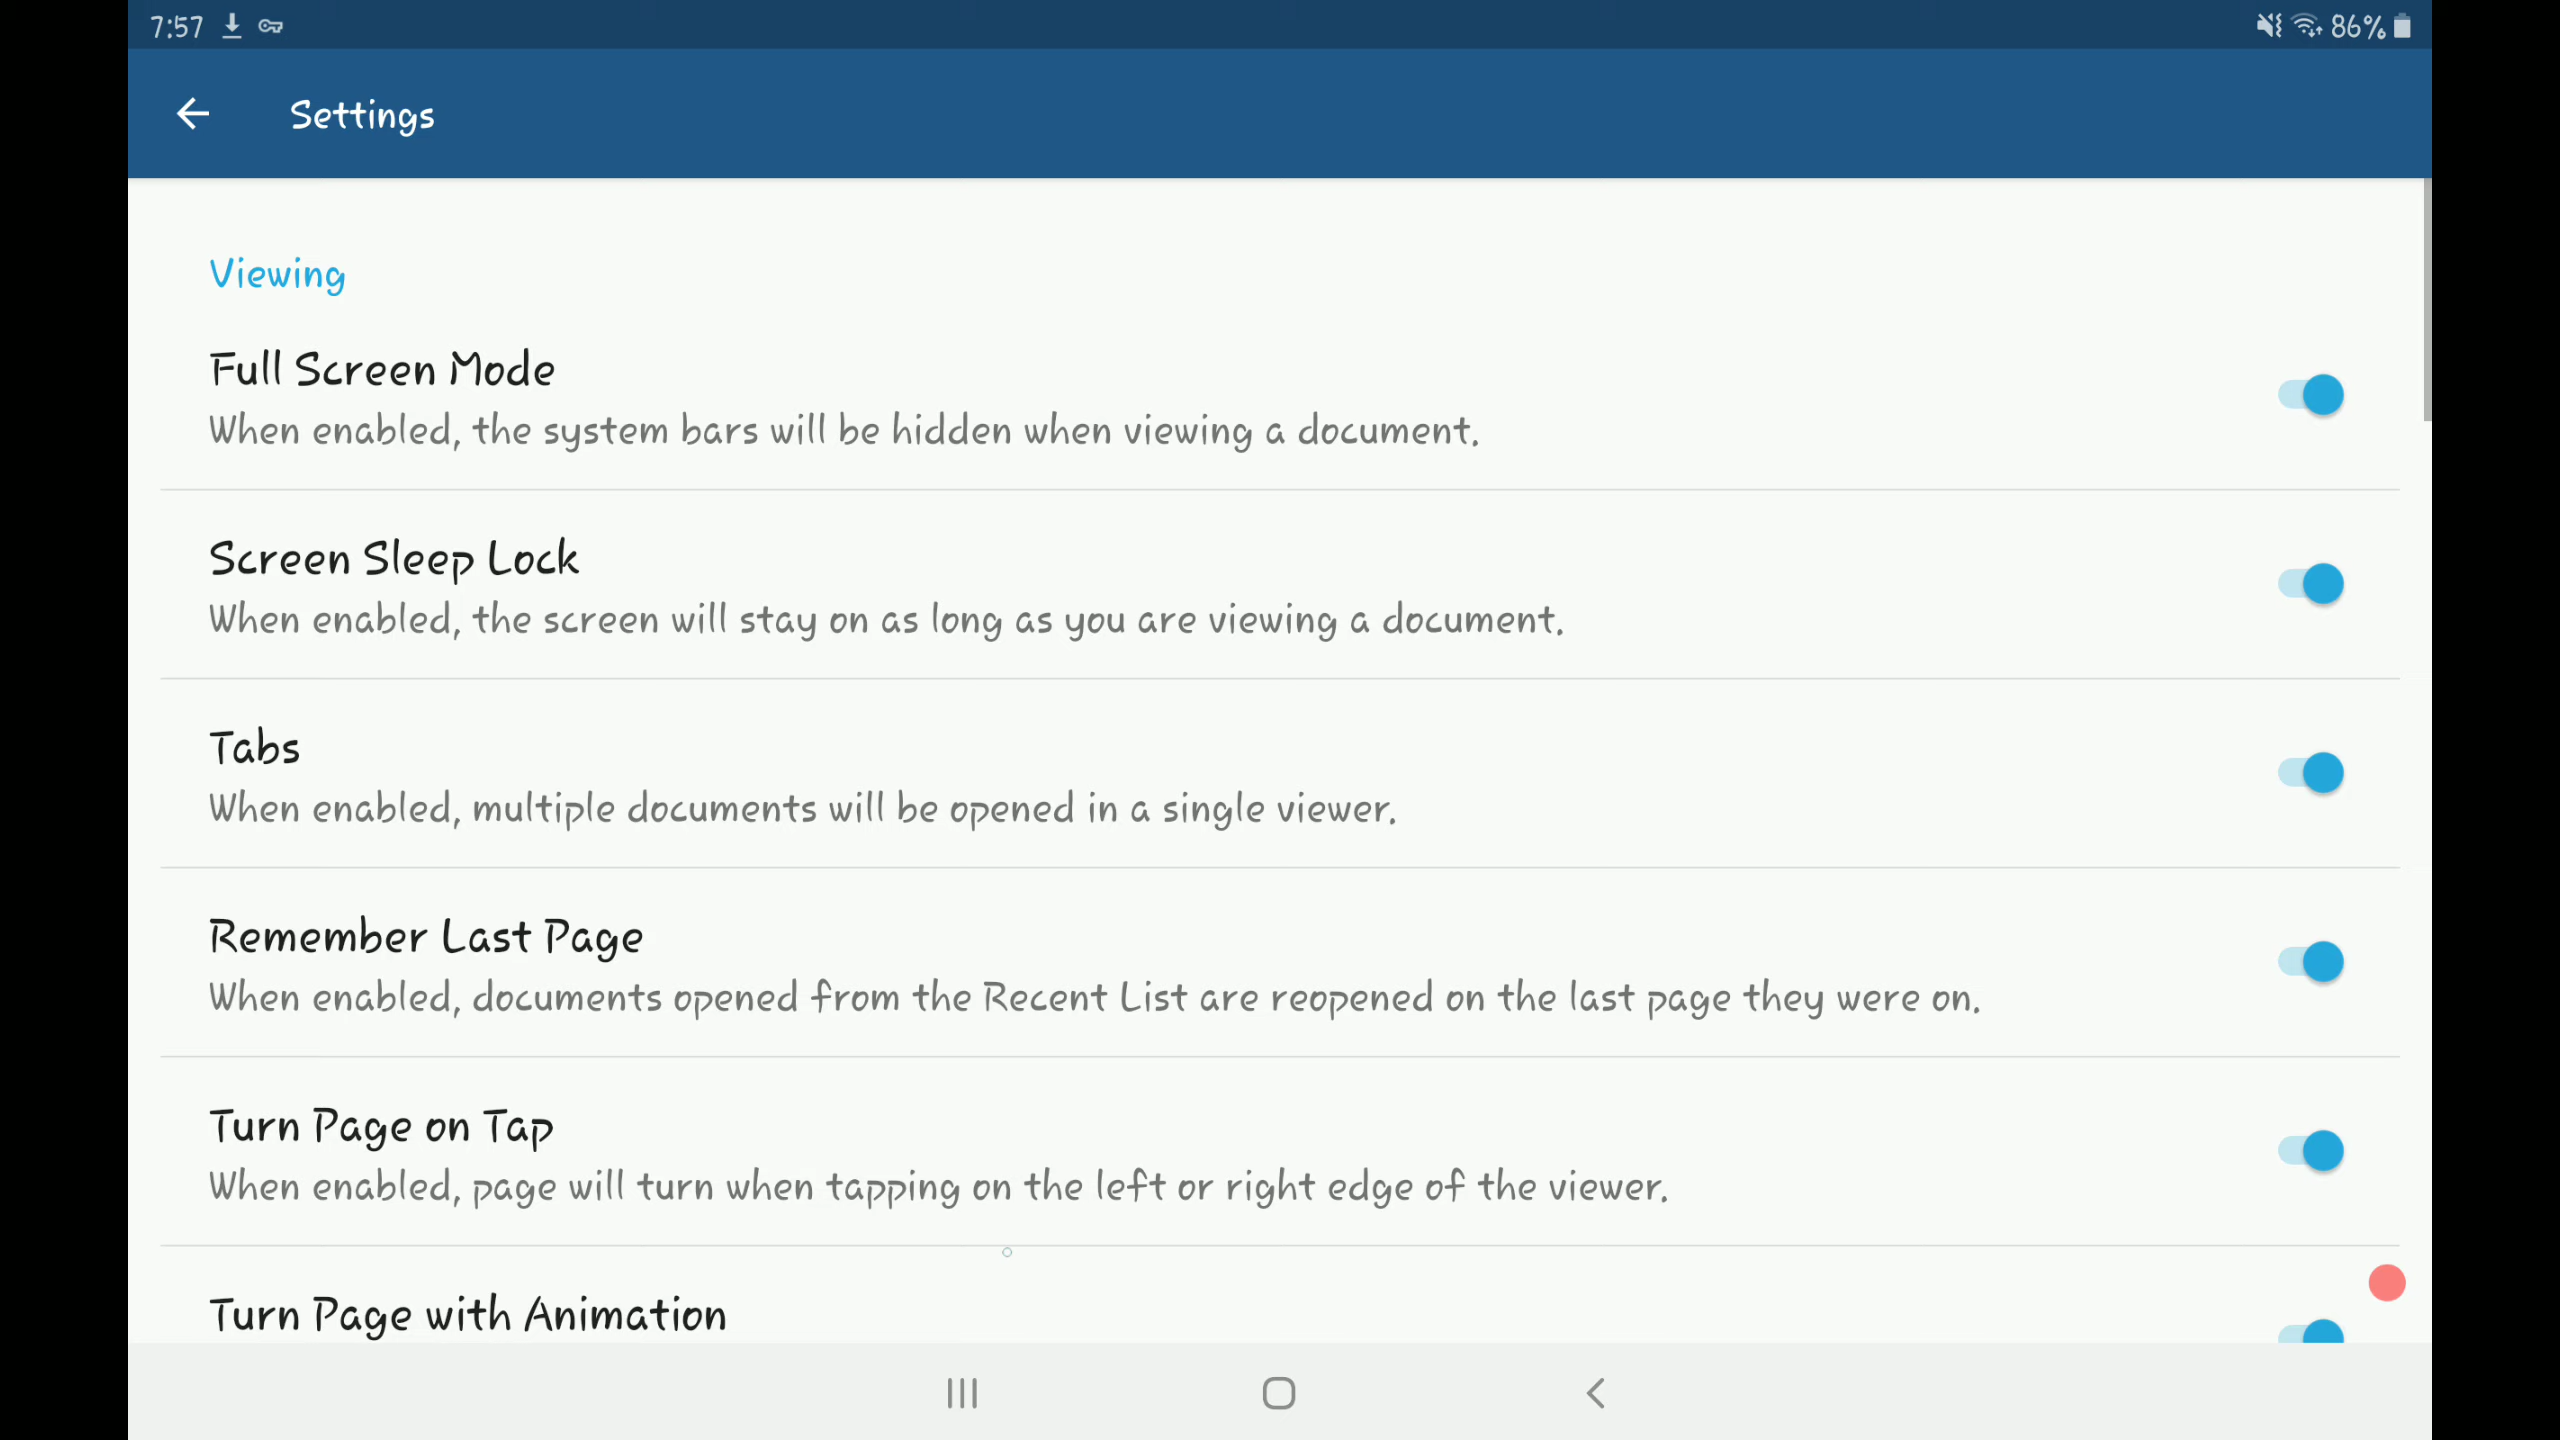 7:57
86%
Settings
Viewing
Full Screen Mode
When enabled, the system bars will be hidden when viewing a document.
Screen Sleep Lock
When enabled, the screen will stay on as long as you are viewing a document.
Tabs
When enabled, multiple documents will be opened in a single viewer.
Remember Last Page
When enabled, documents opened from the Recent List are reopened on the last page they were on.
Turn Page on Tap
When enabled, page will turn when tapping on the left or right edge of the viewer.
Turn Page with Animation